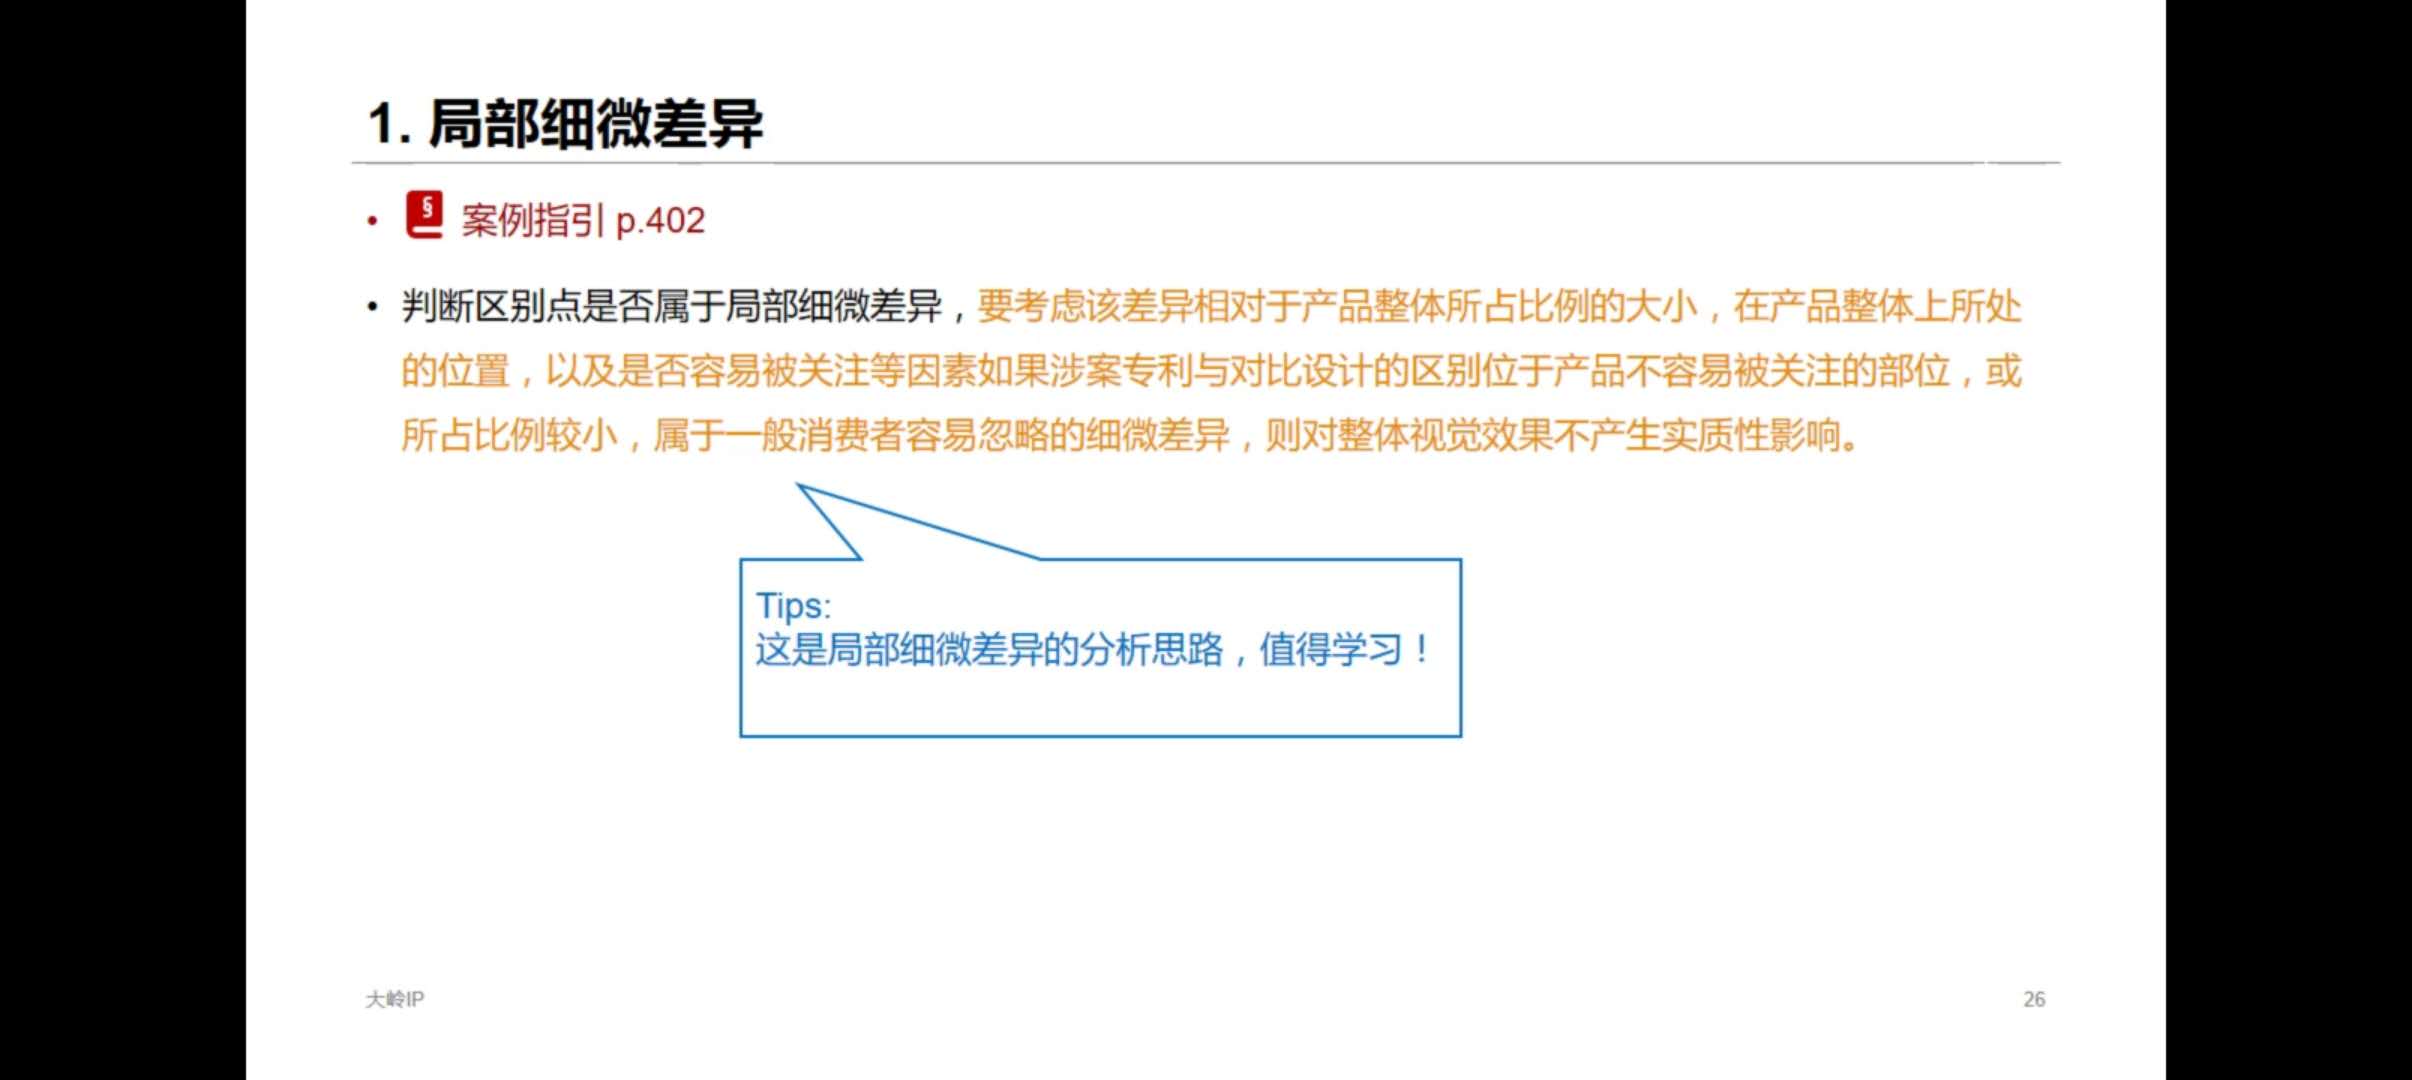 1. 局部细微差异
• § 案例指引 p.402
• 判断区别点是否属于局部细微差异，要考虑该差异相对于产品整体所占比例的大小，在产品整体上所处
的位置，以及是否容易被关注等因素如果涉案专利与对比设计的区别位于产品不容易被关注的部位，或
所占比例较小，属于一般消费者容易忽略的细微差异，则对整体视觉效果不产生实质性影响。
Tips:
这是局部细微差异的分析思路，值得学习！
大岭IP
26